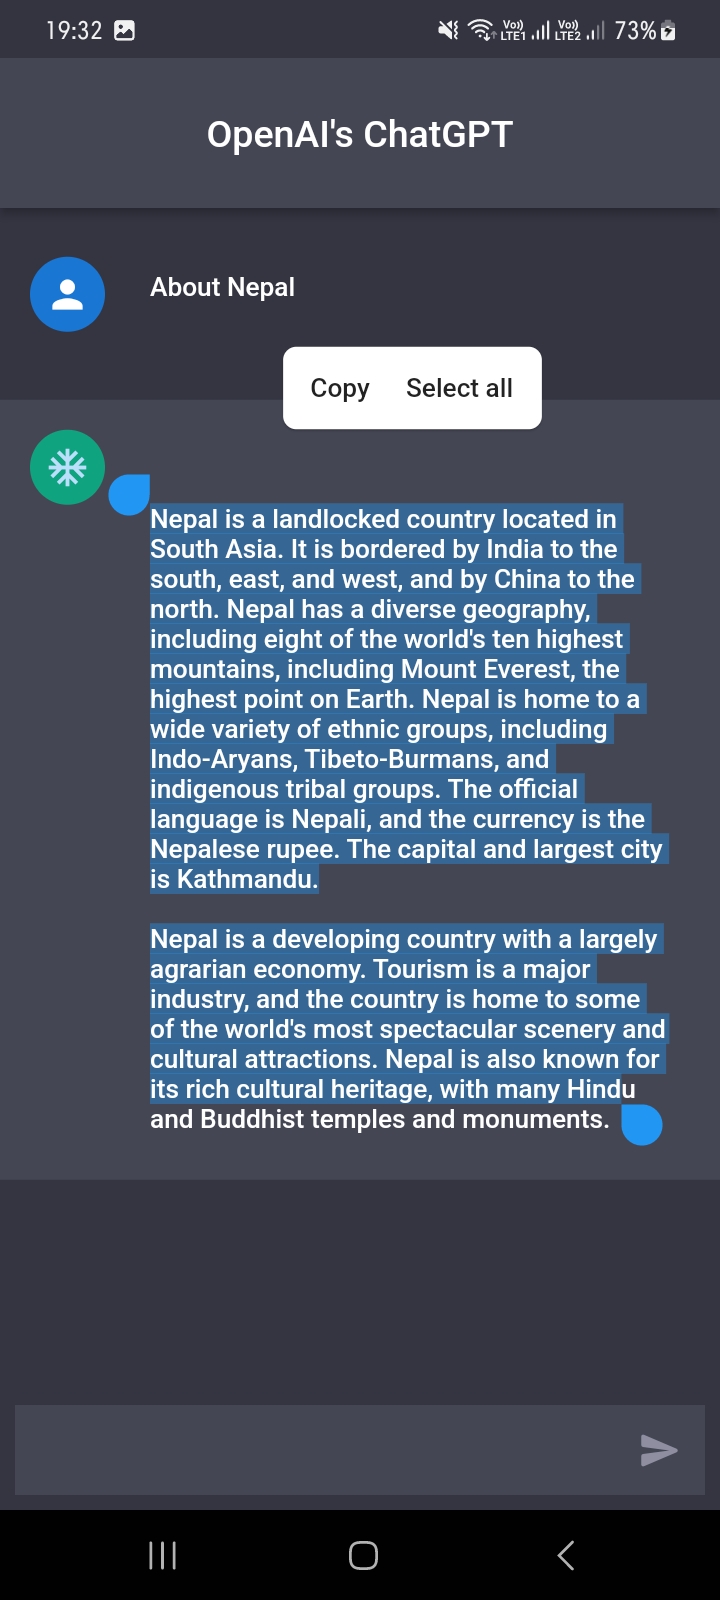 19:32 Vo)) LTE1 Vo)) LTE2 73%
OpenAI's ChatGPT
About Nepal
Copy Select all
Nepal is a landlocked country located in
South Asia. It is bordered by India to the
south, east, and west, and by China to the
north. Nepal has a diverse geography,
including eight of the world's ten highest
mountains, including Mount Everest, the
highest point on Earth. Nepal is home to a
wide variety of ethnic groups, including
Indo-Aryans, Tibeto-Burmans, and
indigenous tribal groups. The official
language is Nepali, and the currency is the
Nepalese rupee. The capital and largest city
is Kathmandu.
Nepal is a developing country with a largely
agrarian economy. Tourism is a major
industry, and the country is home to some
of the world's most spectacular scenery and
cultural attractions. Nepal is also known for
its rich cultural heritage, with many Hindu
and Buddhist temples and monuments.